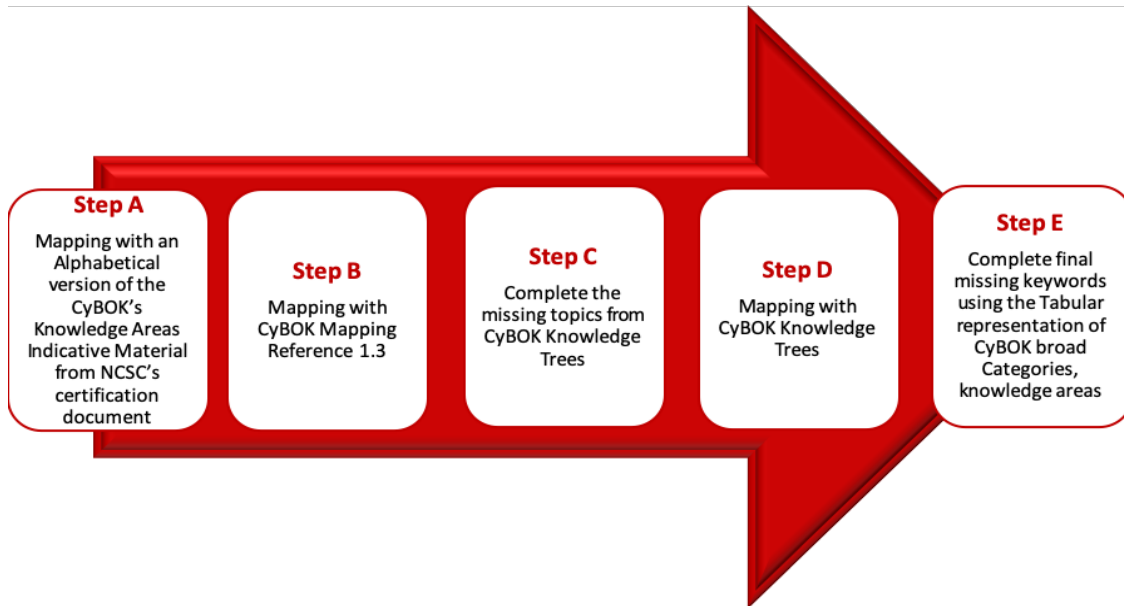 Step A
Mapping with an
Alphabetical
version of the
CyBOK's
Knowledge Areas
Indicative Material
from NCSC's
certification
document
Step B
Mapping with
CyBOK Mapping
Reference 1.3
Step C
Complete the
missing topics from
CyBOK Knowledge
Trees
Step D
Mapping with
CyBOK Knowledge
Trees
Step E
Complete final
missing keywords
using the Tabular
representation of
CyBOK broad
Categories,
knowledge areas